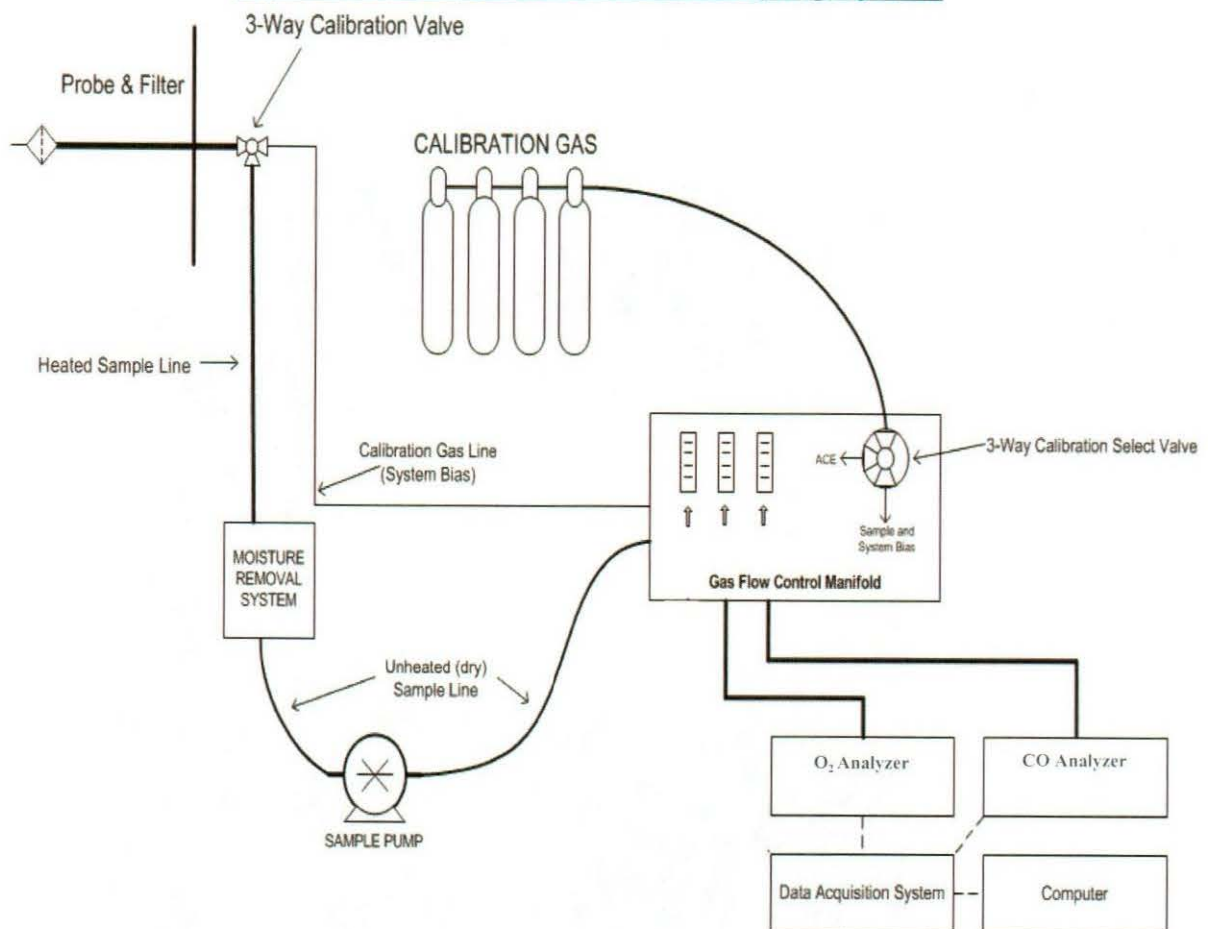 3-Way Calibration Valve
Probe & Filter
CALIBRATION GAS
Heated Sample Line
3-Way Calibration Select Valve
ACE
Calibration Gas Line
(System Bias)
Sample and
System Bias
MOISTURE
REMOVAL
SYSTEM
Gas Flow Control Manifold
Unheated (dry)
Sample Line
O₂ Analyzer
CO Analyzer
SAMPLE PUMP
Data Acquisition System
Computer